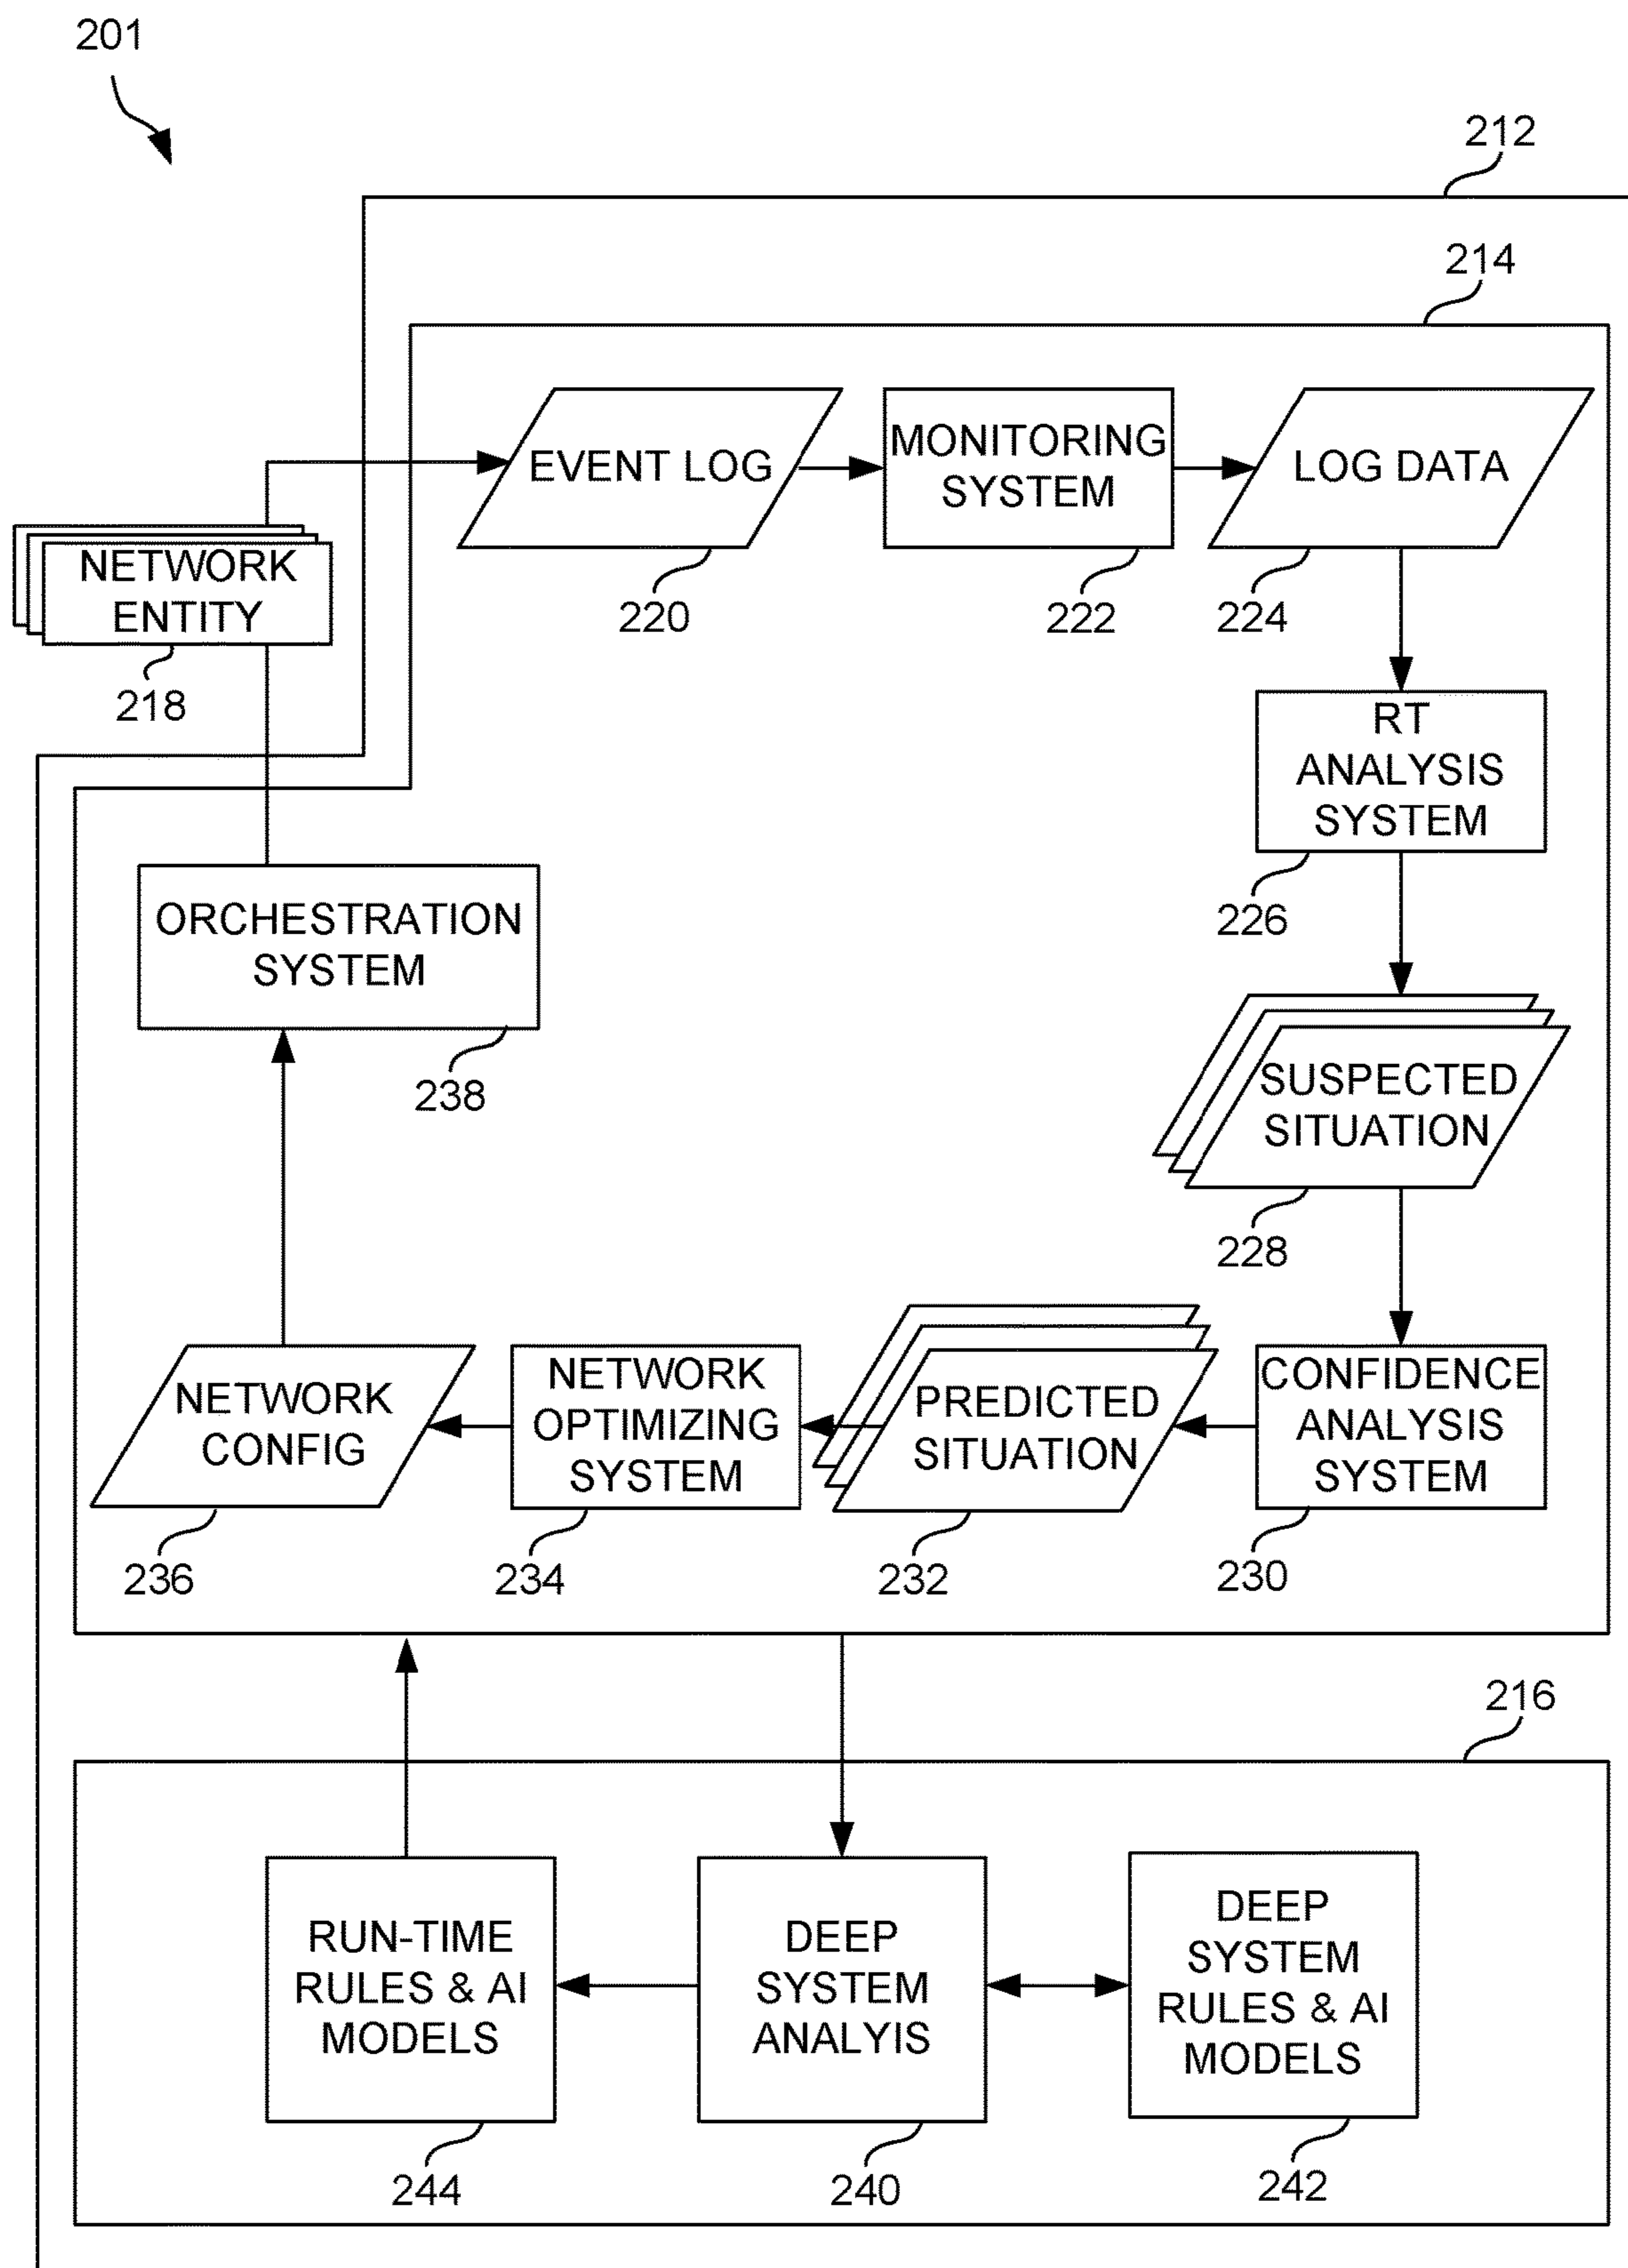 201
212
214
EVENT LOG
220
MONITORING
SYSTEM
222
LOG DATA
224
NETWORK
ENTITY
218
RT
ANALYSIS
SYSTEM
226
ORCHESTRATION
SYSTEM
238
SUSPECTED
SITUATION
228
NETWORK
CONFIG
236
NETWORK
OPTIMIZING
SYSTEM
234
PREDICTED
SITUATION
232
CONFIDENCE
ANALYSIS
SYSTEM
230
216
RUN-TIME
RULES & AI
MODELS
244
DEEP
SYSTEM
ANALYIS
240
DEEP
SYSTEM
RULES & AI
MODELS
242